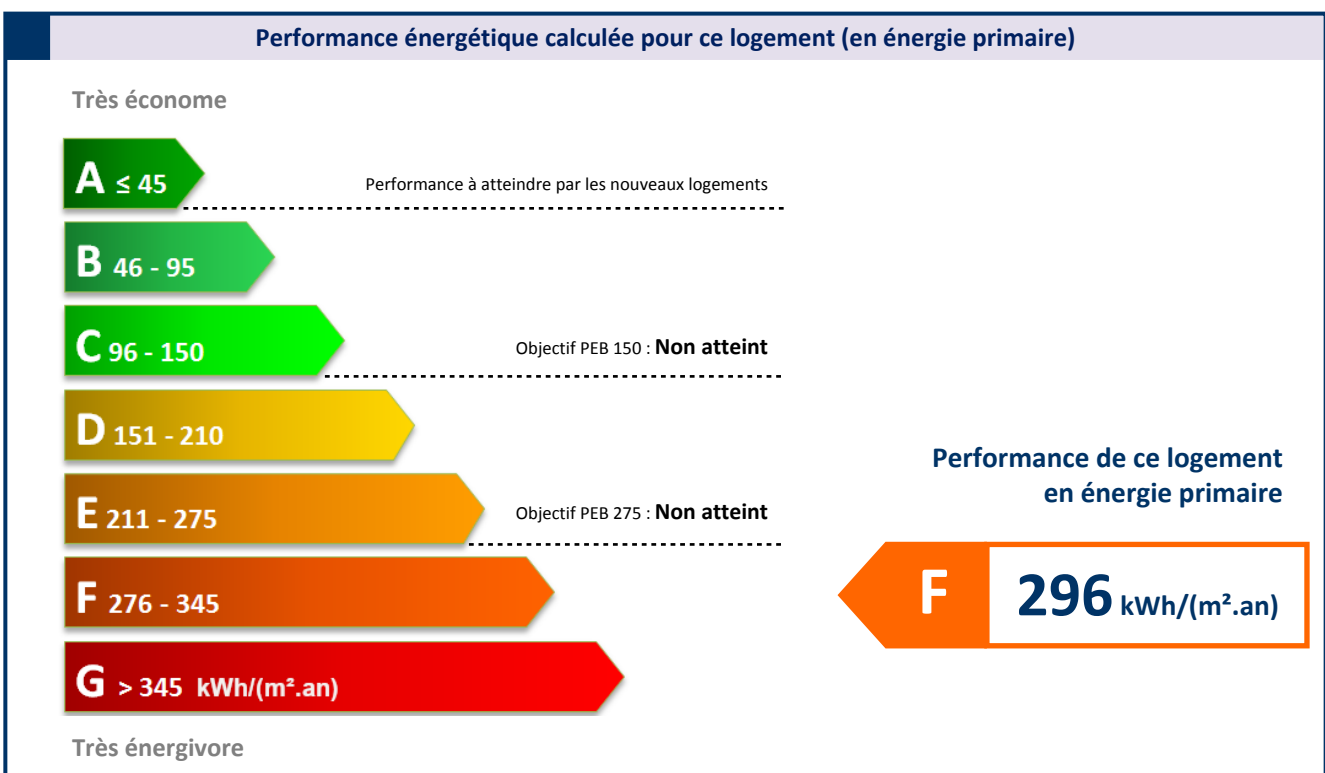 Performance énergétique calculée pour ce logement (en énergie primaire)
Très économe
A ≤ 45
Performance à atteindre par les nouveaux logements
B 46 - 95
C 96 - 150
Objectif PEB 150 : Non atteint
D 151 - 210
E 211 - 275
Objectif PEB 275 : Non atteint
F 276 - 345
G > 345 kWh/(m².an)
Très énergivore
Performance de ce logement
en énergie primaire
F 296 kWh/(m².an)